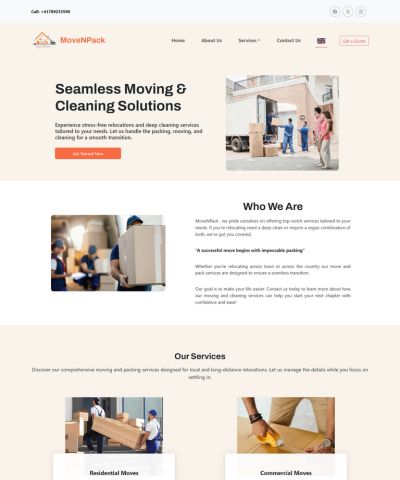 Call: +41789235590
MoveNPack
Home
About Us
Services
Contact Us
Get a Quote
Seamless Moving &
Cleaning Solutions
Experience stress-free relocations and deep cleaning services
tailored to your needs. Let us handle the packing, moving, and
cleaning for a smooth transition.
Get Started Now
Who We Are
MoveNPack , we pride ourselves on offering top-notch services tailored to
your needs. If you're relocating need a deep clean or require a segue combination of
both, we've got you covered.
"A successful move begins with impeccable packing"
Whether you're relocating across town or across the country our move and
pack services are designed to ensure a seamless transition.
Our goal is to make your life easier. Contact us today to learn more about how
our moving and cleaning services can help you start your next chapter with
confidence and ease!
Our Services
Discover our comprehensive moving and packing services designed for local and long-distance relocations. Let us manage the details while you focus on
settling in.
Residential Moves
Commercial Moves